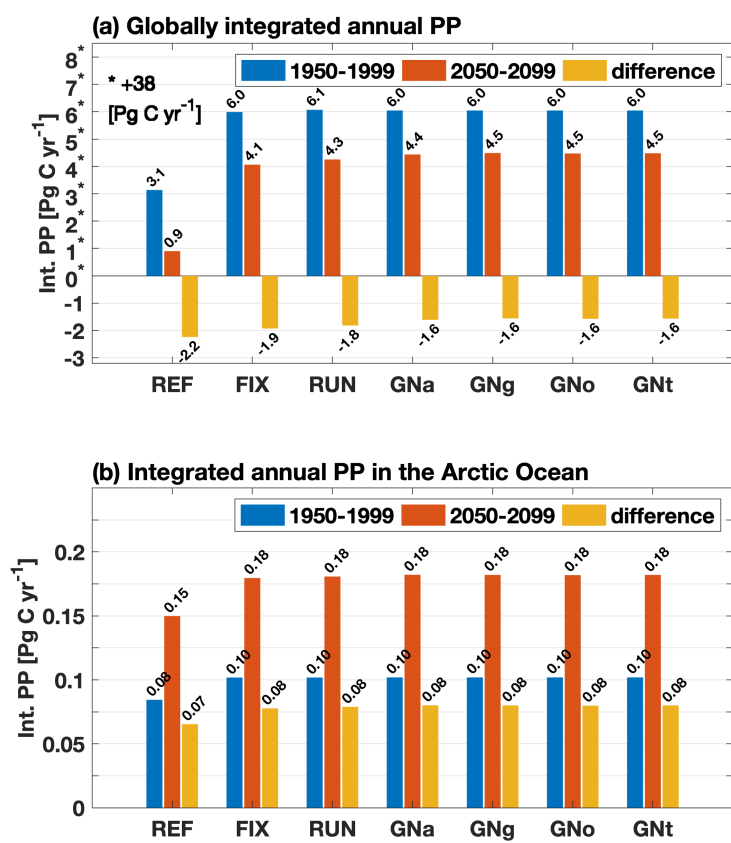 (a) Globally integrated annual PP
8*
7*
6*
5*
4*
3*
2*
1*
0*
-1
-2
-3
Int. PP [Pg C yr-1]
* +38
[Pg C yr-1]
1950-1999 2050-2099 difference
3.1 0.9 -2.2
6.0 4.1 -1.9
6.1 4.3 -1.8
6.0 4.4 -1.6
6.0 4.5 -1.6
6.0 4.5 -1.6
6.0 4.5 -1.6
REF FIX RUN GNa GNg GNo GNt
(b) Integrated annual PP in the Arctic Ocean
0.2
0.15
0.1
0.05
0
Int. PP [Pg C yr-1]
1950-1999 2050-2099 difference
0.08 0.15 0.07
0.10 0.18 0.08
0.10 0.18 0.08
0.10 0.18 0.08
0.10 0.18 0.08
0.10 0.18 0.08
0.10 0.18 0.08
REF FIX RUN GNa GNg GNo GNt